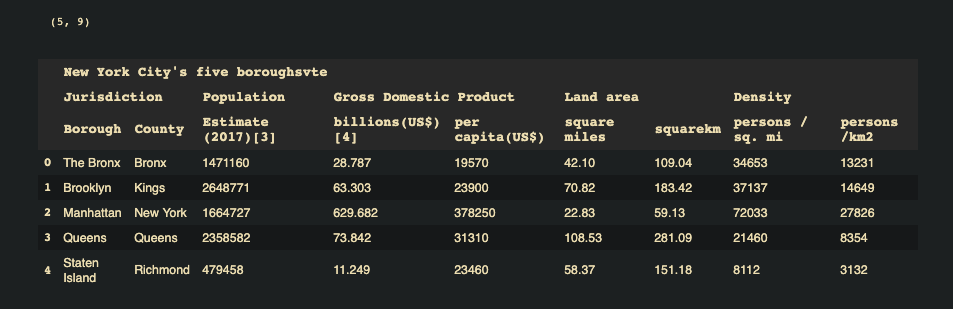 (5, 9)
New York City's five boroughsvte
Jurisdiction Population Gross Domestic Product Land area Density
Borough County Estimate (2017)[3] billions(US$) [4] per capita(US$) square miles squarekm persons / sq. mi persons /km2
0 The Bronx Bronx 1471160 28.787 19570 42.10 109.04 34653 13231
1 Brooklyn Kings 2648771 63.303 23900 70.82 183.42 37137 14649
2 Manhattan New York 1664727 629.682 378250 22.83 59.13 72033 27826
3 Queens Queens 2358582 73.842 31310 108.53 281.09 21460 8354
4 Staten Island Richmond 479458 11.249 23460 58.37 151.18 8112 3132